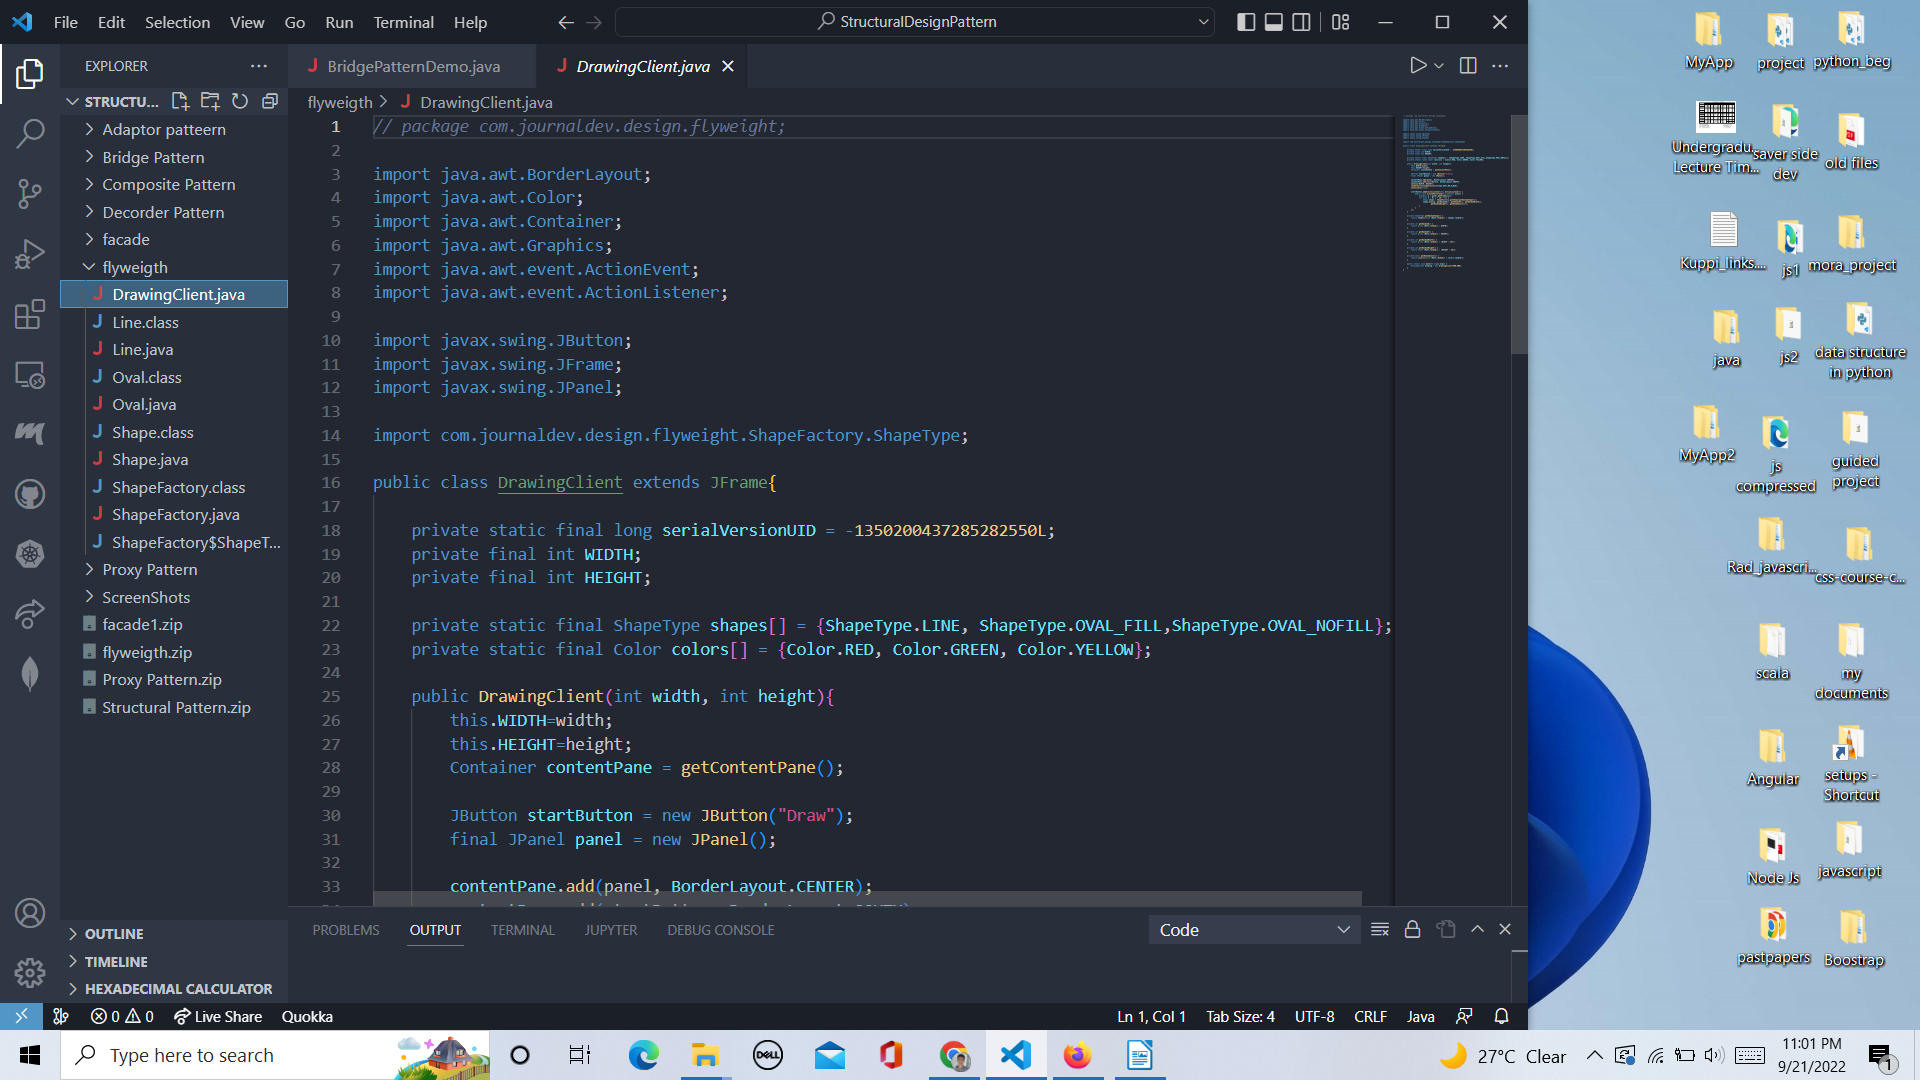 File Edit Selection View Go Run Terminal Help
StructuralDesignPattern
EXPLORER
STRUCTU...
Adaptor patteern
Bridge Pattern
Composite Pattern
Decorder Pattern
facade
flyweigth
DrawingClient.java
Line.class
Line.java
Oval.class
Oval.java
Shape.class
Shape.java
ShapeFactory.class
ShapeFactory.java
ShapeFactory$ShapeT...
Proxy Pattern
ScreenShots
facade1.zip
flyweigth.zip
Proxy Pattern.zip
Structural Pattern.zip
OUTLINE
TIMELINE
HEXADECIMAL CALCULATOR
BridgePatternDemo.java
DrawingClient.java
flyweigth > DrawingClient.java
1 // package com.journaldev.design.flyweight;
2
3 import java.awt.BorderLayout;
4 import java.awt.Color;
5 import java.awt.Container;
6 import java.awt.Graphics;
7 import java.awt.event.ActionEvent;
8 import java.awt.event.ActionListener;
9
10 import javax.swing.JButton;
11 import javax.swing.JFrame;
12 import javax.swing.JPanel;
13
14 import com.journaldev.design.flyweight.ShapeFactory.ShapeType;
15
16 public class DrawingClient extends JFrame{
17
18 private static final long serialVersionUID = -1350200437285282550L;
19 private final int WIDTH;
20 private final int HEIGHT;
21
22 private static final ShapeType shapes[] = {ShapeType.LINE, ShapeType.OVAL_FILL,ShapeType.OVAL_NOFILL};
23 private static final Color colors[] = {Color.RED, Color.GREEN, Color.YELLOW};
24
25 public DrawingClient(int width, int height){
26 this.WIDTH=width;
27 this.HEIGHT=height;
28 Container contentPane = getContentPane();
29
30 JButton startButton = new JButton("Draw");
31 final JPanel panel = new JPanel();
32
33 contentPane.add(panel, BorderLayout.CENTER);
PROBLEMS OUTPUT TERMINAL JUPYTER DEBUG CONSOLE
Code
0 0 Live Share Quokka
Ln 1, Col 1 Tab Size: 4 UTF-8 CRLF Java
MyApp
project
python_beg
Undergradu...
Lecture Tim...
saver side
dev
old files
Kuppi_links....
js1
mora_project
java
js2
data structure
in python
MyApp2
js
compressed
guided
project
Rad_javascri...
css-course-c...
scala
my
documents
Angular
setups -
Shortcut
Node Js
javascript
pastpapers
Boostrap
Type here to search
DELL
27°C Clear
11:01 PM
9/21/2022
1